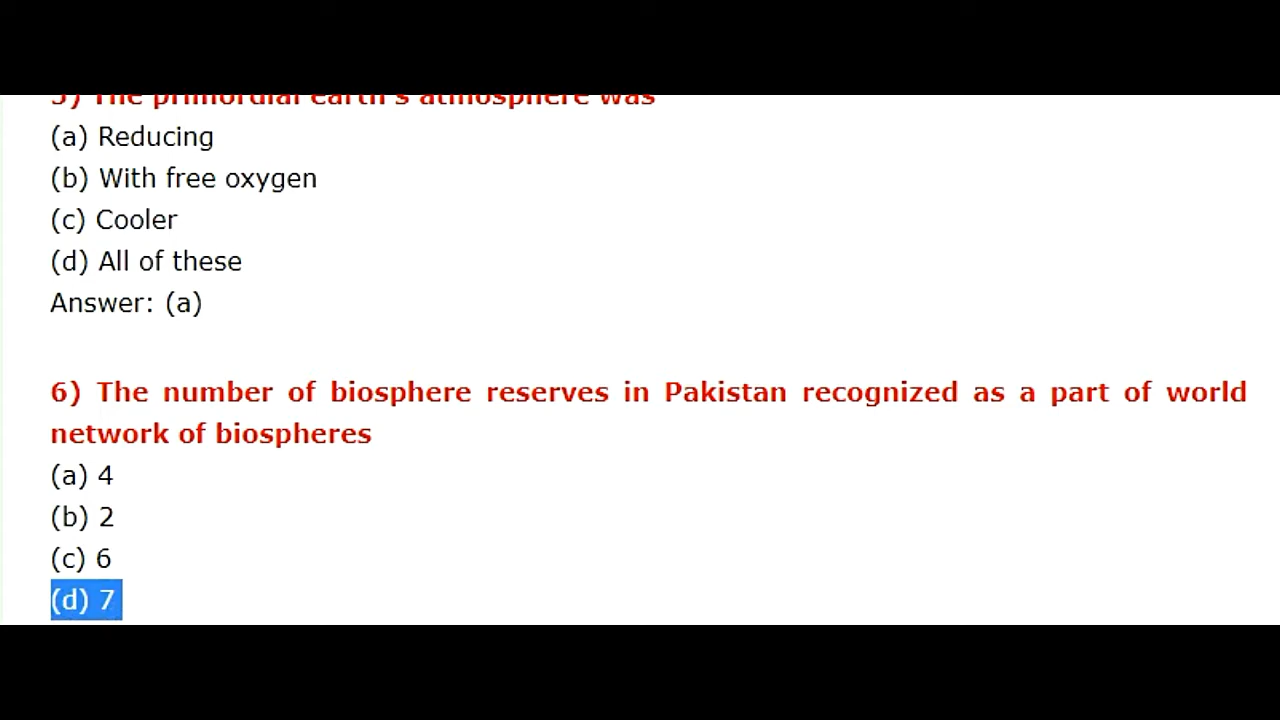 5) The primordial earth's atmosphere was
(a) Reducing
(b) With free oxygen
(c) Cooler
(d) All of these
Answer: (a)
6) The number of biosphere reserves in Pakistan recognized as a part of world
network of biospheres
(a) 4
(b) 2
(c) 6
(d) 7